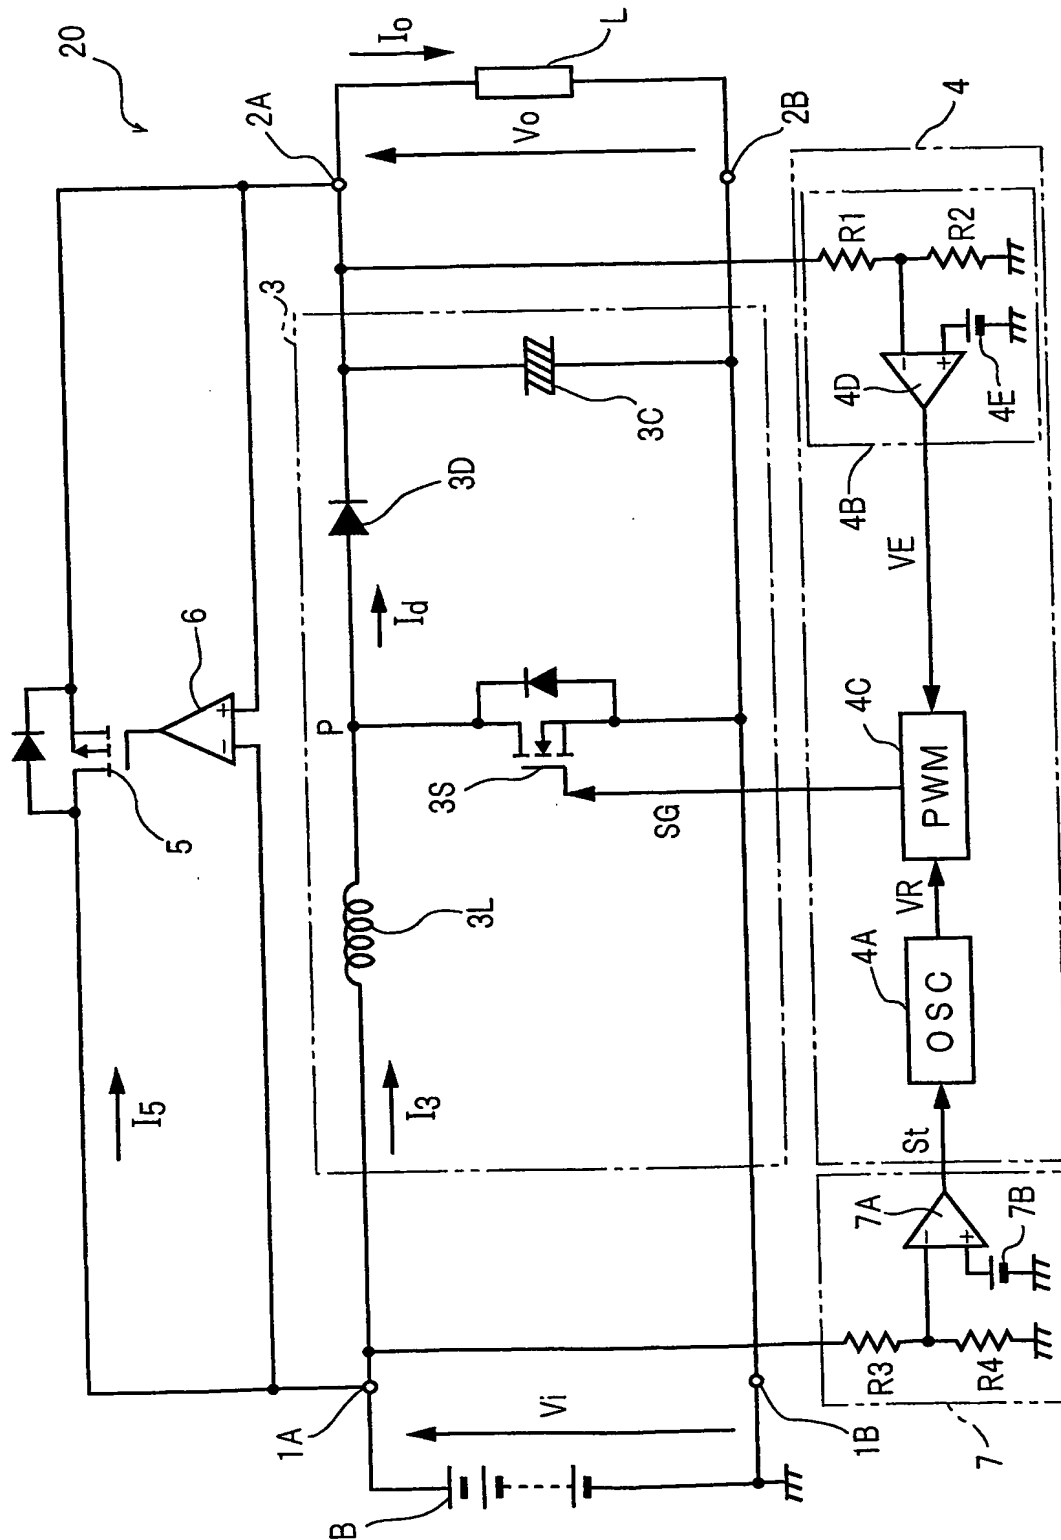 20
I5
5
6
1A
2A
Io
L
Vo
2B
B
Vi
1B
I3
3L
P
Id
3D
3
3S
SG
3C
7
R3
R4
7A
-
+
7B
St
4A
OSC
VR
4C
PWM
VE
4B
4D
-
+
4E
R1
R2
4
-
+